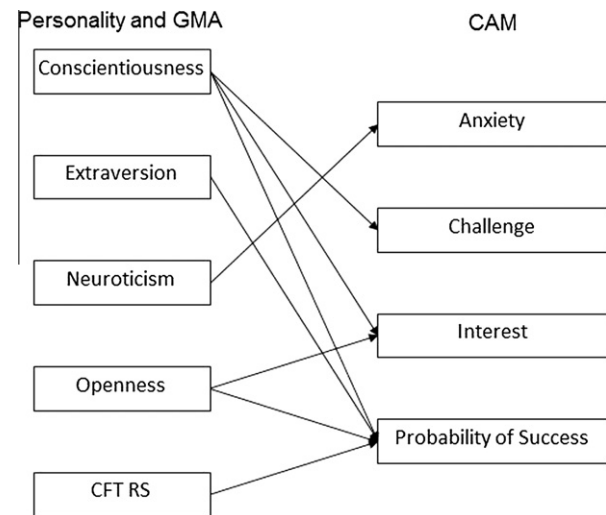 Personality and GMA
CAM
Conscientiousness
Extraversion
Neuroticism
Openness
CFT RS
Anxiety
Challenge
Interest
Probability of Success